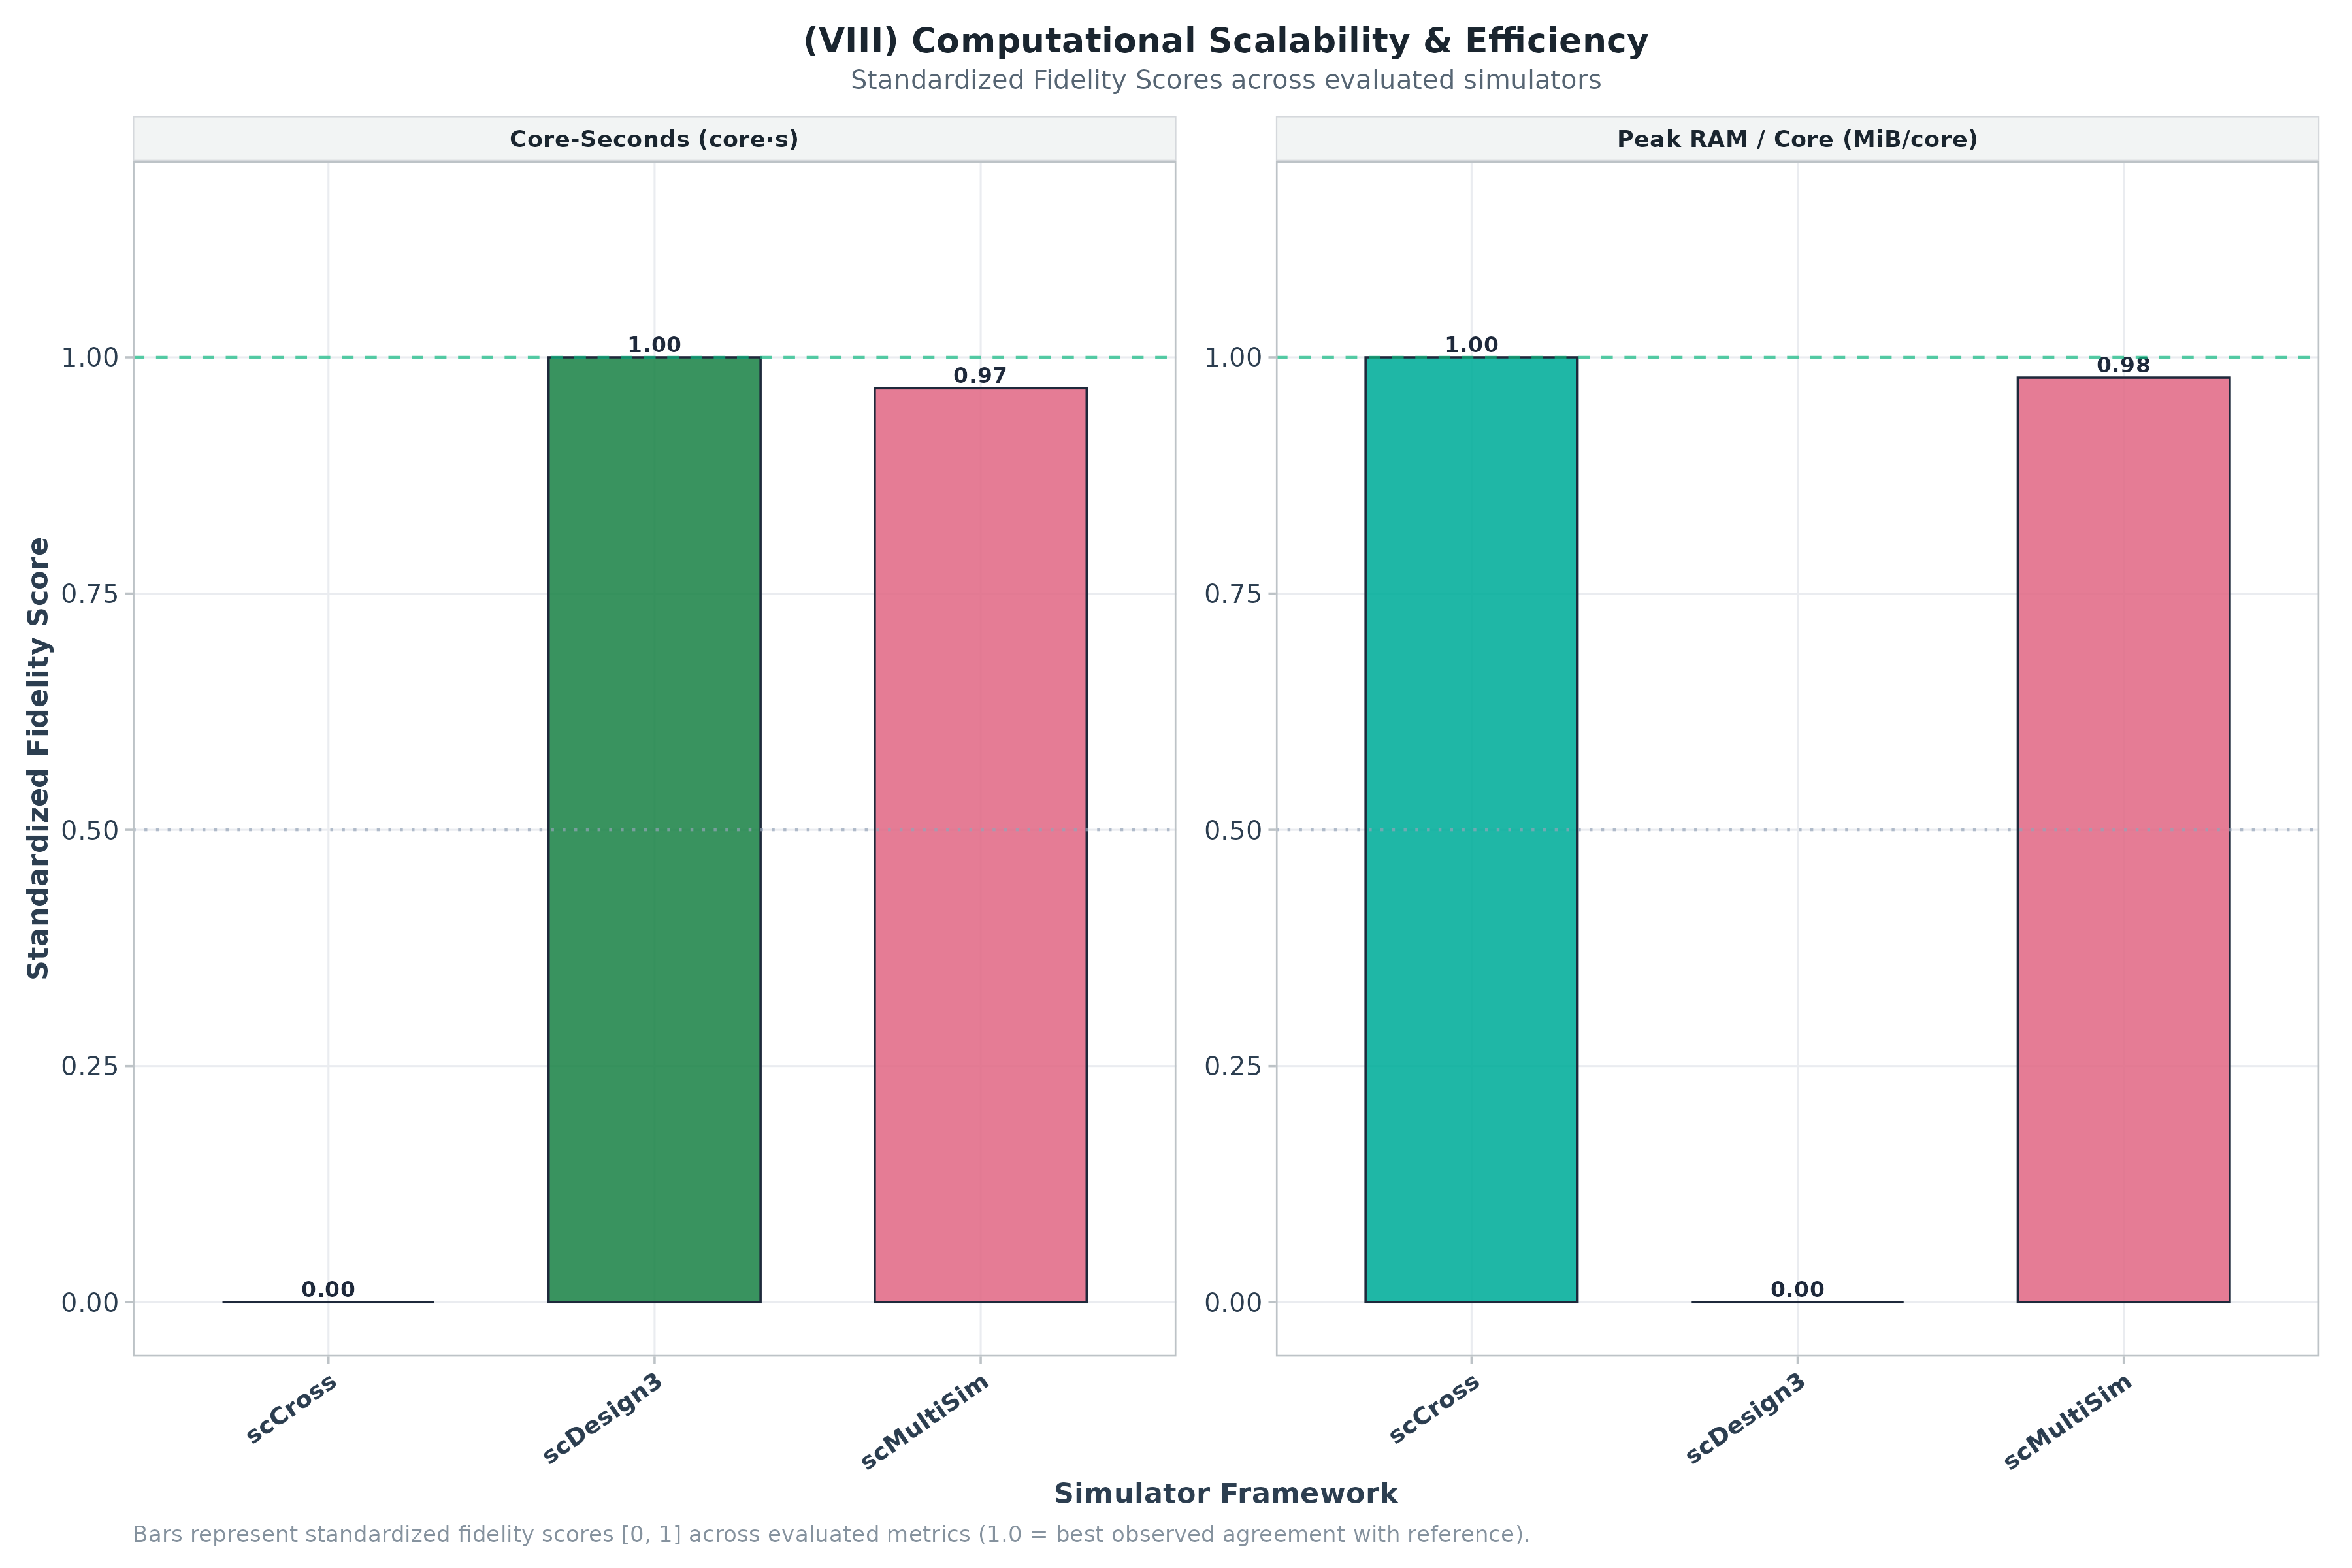 (VIII) Computational Scalability & Efficiency
Standardized Fidelity Scores across evaluated simulators
Core-Seconds (core·s)
Peak RAM / Core (MiB/core)
Standardized Fidelity Score
1.00
0.75
0.50
0.25
0.00
0.00
1.00
0.97
1.00
0.75
0.50
0.25
0.00
1.00
0.00
0.98
scCross
scDesign3
scMultiSim
scCross
scDesign3
scMultiSim
Simulator Framework
Bars represent standardized fidelity scores [0, 1] across evaluated metrics (1.0 = best observed agreement with reference).